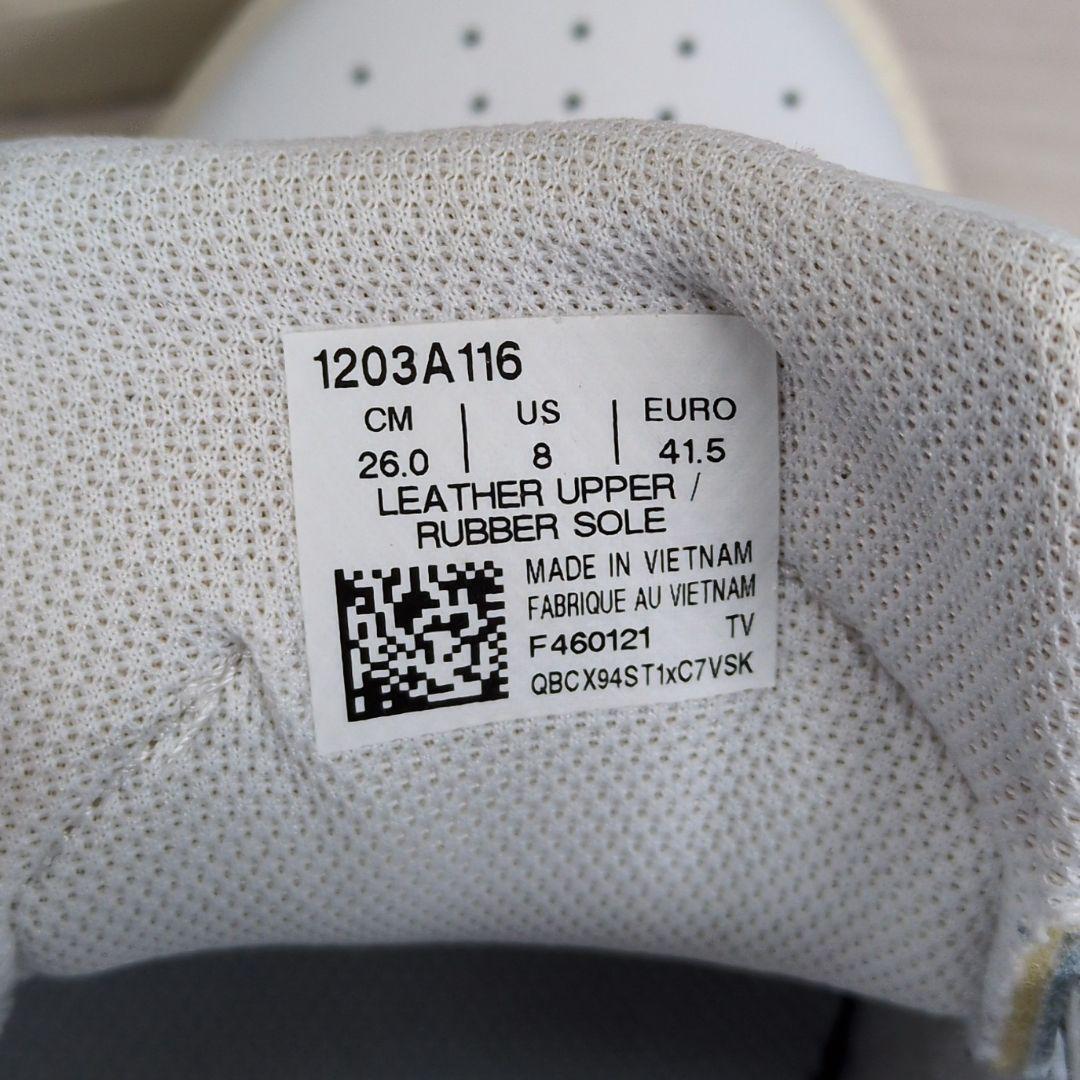 1203A116
CM | US | EURO
26.0 | 8 | 41.5
LEATHER UPPER /
RUBBER SOLE
MADE IN VIETNAM
FABRIQUE AU VIETNAM
F460121 TV
QBCX94ST1xC7VSK